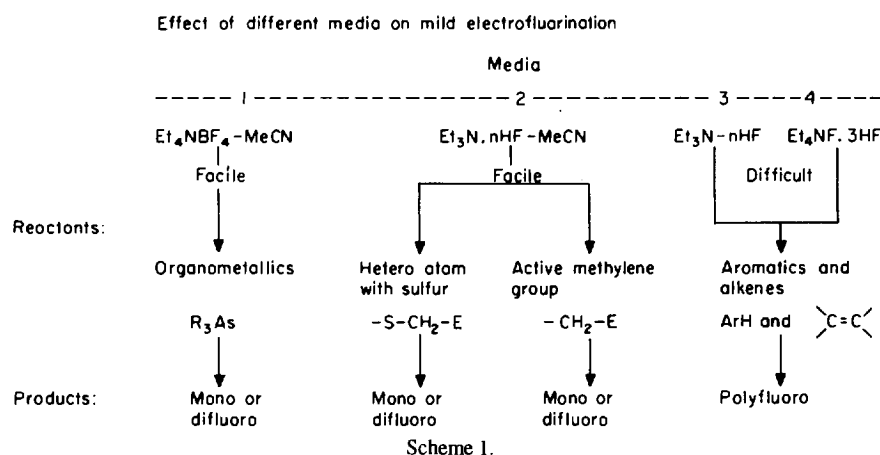 Effect of different media on mild electrofluarination
Media
1 2 3 4
Et₄NBF₄-MeCN Et₃N.nHF-MeCN Et₃N-nHF Et₄NF.3HF
Facile Facile Difficult
Reoctonts:
Organometallics Hetero atom Active methylene Aromatics and
with sulfur group alkenes
R₃As -S-CH₂-E -CH₂-E ArH and C=C
Products: Mono or Mono or Mono or Polyfluoro
difluoro difluoro difluoro
Scheme 1.